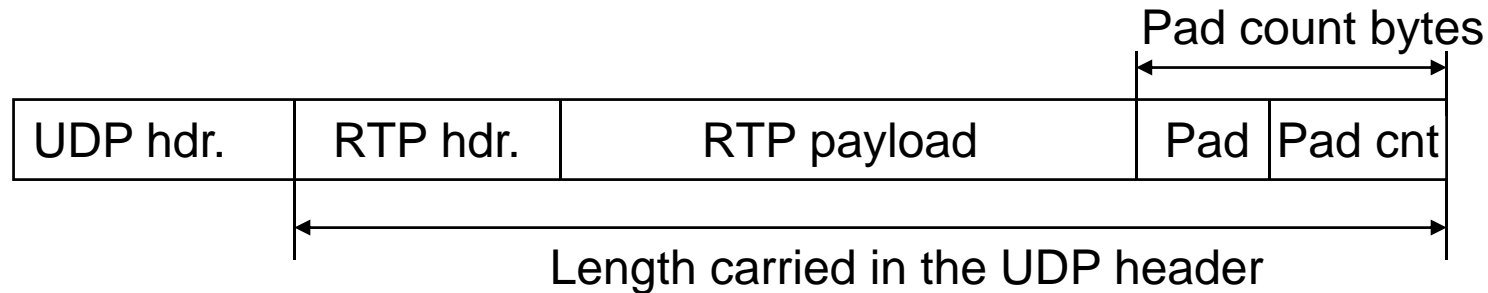 Pad count bytes
UDP hdr. RTP hdr. RTP payload Pad Pad cnt
Length carried in the UDP header